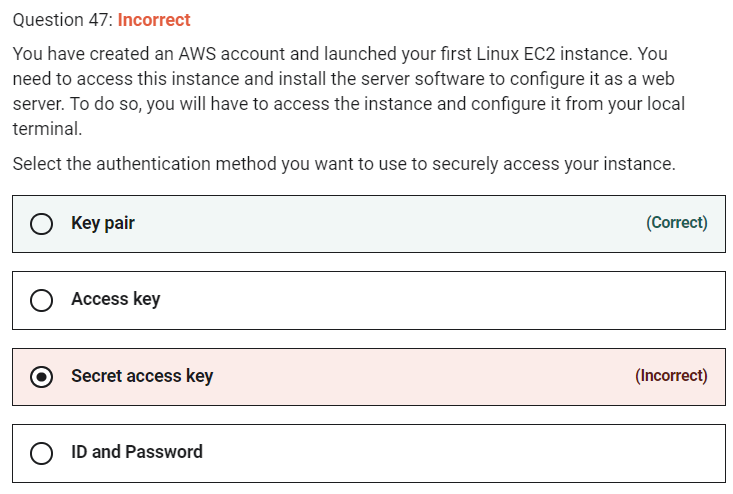 Question 47: Incorrect
You have created an AWS account and launched your first Linux EC2 instance. You
need to access this instance and install the server software to configure it as a web
server. To do so, you will have to access the instance and configure it from your local
terminal.
Select the authentication method you want to use to securely access your instance.
Key pair (Correct)
Access key
Secret access key (Incorrect)
ID and Password